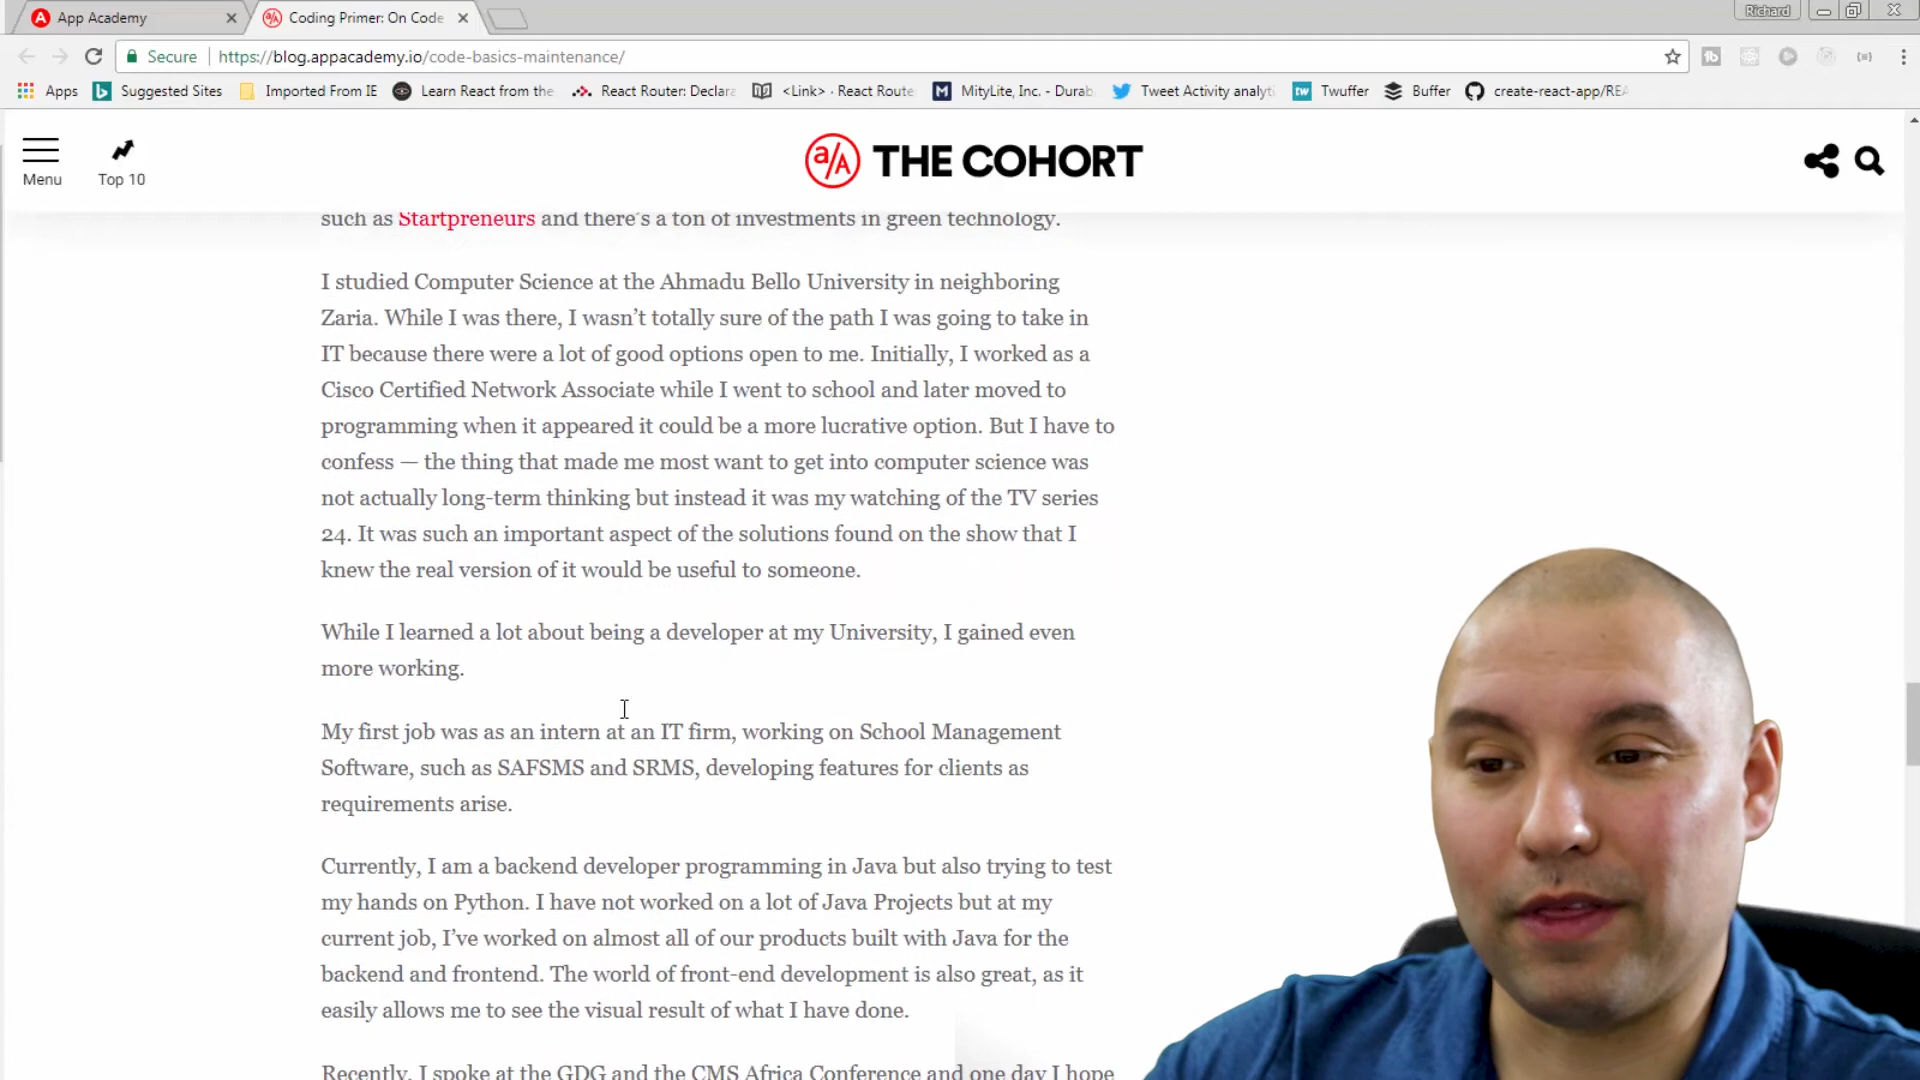 App Academy
Coding Primer: On Code
Richard
Secure
https://blog.appacademy.io/code-basics-maintenance/
Apps
Suggested Sites
Imported From IE
Learn React from the
React Router: Declara
<Link> · React Route
MityLite, Inc. - Durab
Tweet Activity analyti
Twuffer
Buffer
create-react-app/REA
Menu
Top 10
a/A THE COHORT
such as Startpreneurs and there's a ton of investments in green technology.
I studied Computer Science at the Ahmadu Bello University in neighboring
Zaria. While I was there, I wasn't totally sure of the path I was going to take in
IT because there were a lot of good options open to me. Initially, I worked as a
Cisco Certified Network Associate while I went to school and later moved to
programming when it appeared it could be a more lucrative option. But I have to
confess — the thing that made me most want to get into computer science was
not actually long-term thinking but instead it was my watching of the TV series
24. It was such an important aspect of the solutions found on the show that I
knew the real version of it would be useful to someone.
While I learned a lot about being a developer at my University, I gained even
more working.
My first job was as an intern at an IT firm, working on School Management
Software, such as SAFSMS and SRMS, developing features for clients as
requirements arise.
Currently, I am a backend developer programming in Java but also trying to test
my hands on Python. I have not worked on a lot of Java Projects but at my
current job, I've worked on almost all of our products built with Java for the
backend and frontend. The world of front-end development is also great, as it
easily allows me to see the visual result of what I have done.
Recently, I spoke at the GDG and the CMS Africa Conference and one day I hope